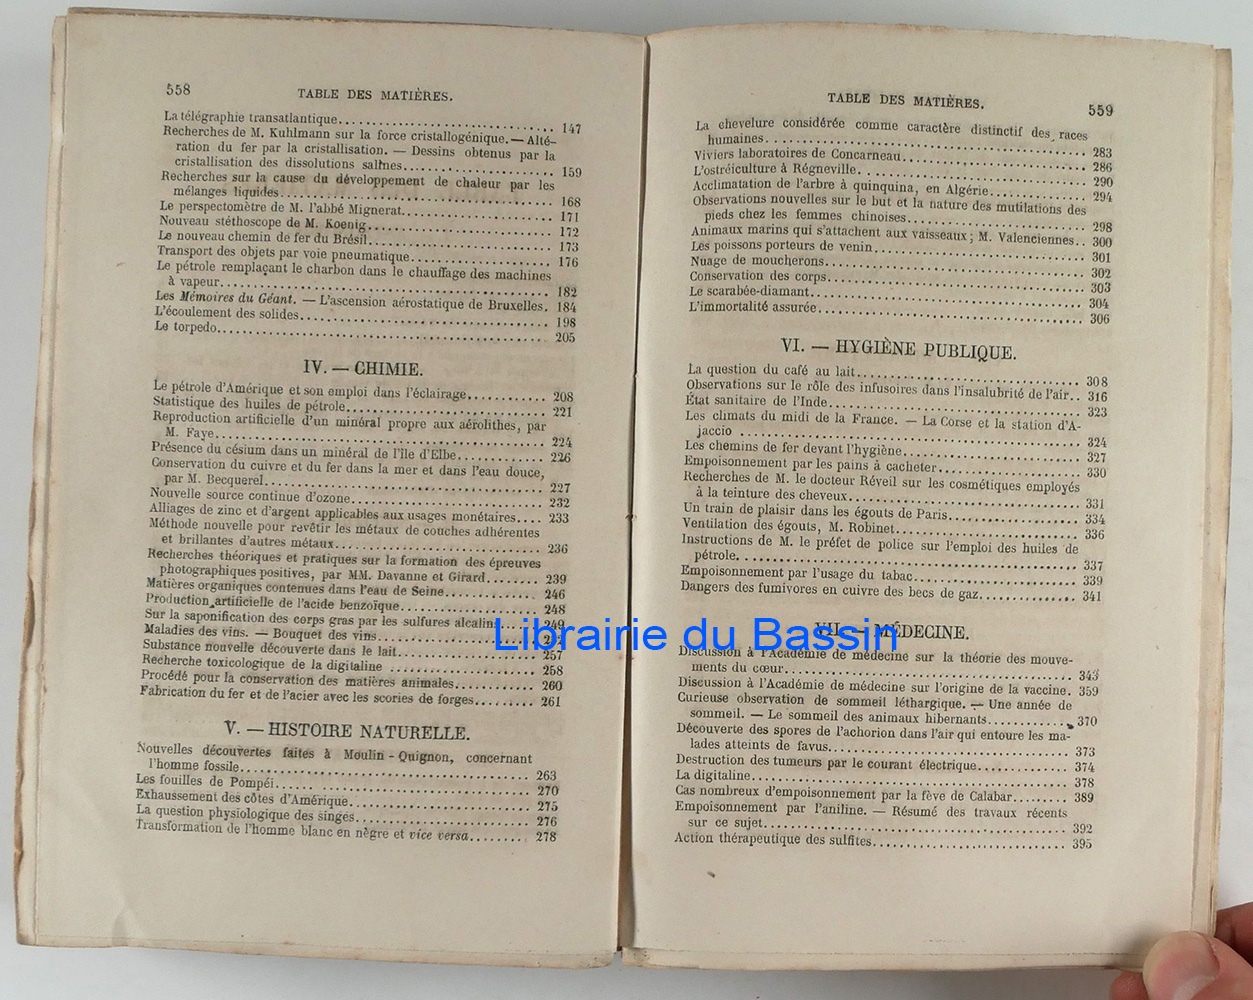 558
TABLE DES MATIÈRES.
La télégraphie transatlantique 147
Recherches de M. Kuhlmann sur la force cristallogénique. — Alté-
ration du fer par la cristallisation. — Dessins obtenus par la
cristallisation des dissolutions salines 159
Recherches sur la cause du développement de chaleur par les
mélanges liquides 168
Le perspectomètre de M. l'abbé Mignerat 171
Nouveau stéthoscope de M. Koenig 172
Le nouveau chemin de fer du Brésil 173
Transport des objets par voie pneumatique 176
Le pétrole remplaçant le charbon dans le chauffage des machines
à vapeur 182
Les Mémoires du Géant. — L'ascension aérostatique de Bruxelles. 184
L'écoulement des solides 198
Le torpedo 205
IV. — CHIMIE.
Le pétrole d'Amérique et son emploi dans l'éclairage 208
Statistique des huiles de pétrole 221
Reproduction artificielle d'un minéral propre aux aérolithes, par
M. Faye 224
Présence du césium dans un minéral de l'île d'Elbe 226
Conservation du cuivre et du fer dans la mer et dans l'eau douce,
par M. Becquerel 227
Nouvelle source continue d'ozone 232
Alliages de zinc et d'argent applicables aux usages monétaires 233
Méthode nouvelle pour revêtir les métaux de couches adhérentes
et brillantes d'autres métaux 236
Recherches théoriques et pratiques sur la formation des épreuves
photographiques positives, par MM. Davanne et Girard 239
Matières organiques contenues dans l'eau de Seine 246
Production artificielle de l'acide benzoïque 248
Sur la saponification des corps gras par les sulfures alcalins 249
Maladies des vins. — Bouquet des vins
Substance nouvelle découverte dans le lait 257
Recherche toxicologique de la digitaline 258
Procédé pour la conservation des matières animales 260
Fabrication du fer et de l'acier avec les scories de forges 261
V. — HISTOIRE NATURELLE.
Nouvelles découvertes faites à Moulin-Quignon, concernant
l'homme fossile 263
Les fouilles de Pompéi 270
Exhaussement des côtes d'Amérique 275
La question physiologique des singes 276
Transformation de l'homme blanc en nègre et vice versa 278
TABLE DES MATIÈRES.
559
La chevelure considérée comme caractère distinctif des races
humaines 283
Viviers laboratoires de Concarneau 286
L'ostréiculture à Régneville 290
Acclimatation de l'arbre à quinquina, en Algérie 294
Observations nouvelles sur le but et la nature des mutilations des
pieds chez les femmes chinoises 298
Animaux marins qui s'attachent aux vaisseaux; M. Valenciennes 300
Les poissons porteurs de venin 301
Nuage de moucherons 302
Conservation des corps 303
Le scarabée-diamant 304
L'immortalité assurée 306
VI. — HYGIÈNE PUBLIQUE.
La question du café au lait 308
Observations sur le rôle des infusoires dans l'insalubrité de l'air 316
État sanitaire de l'Inde 323
Les climats du midi de la France. — La Corse et la station d'A-
jaccio 324
Les chemins de fer devant l'hygiène 327
Empoisonnement par les pains à cacheter 330
Recherches de M. le docteur Réveil sur les cosmétiques employés
à la teinture des cheveux 331
Un train de plaisir dans les égouts de Paris 334
Ventilation des égouts, M. Robinet 336
Instructions de M. le préfet de police sur l'emploi des huiles de
pétrole 337
Empoisonnement par l'usage du tabac 339
Dangers des fumivores en cuivre des becs de gaz 341
VII. — MÉDECINE.
Librairie du Bassin
Discussion à l'Académie de médecine sur la théorie des mouve-
ments du cœur 343
Discussion à l'Académie de médecine sur l'origine de la vaccine. 359
Curieuse observation de sommeil léthargique. — Une année de
sommeil. — Le sommeil des animaux hibernants 370
Découverte des spores de l'achorion dans l'air qui entoure les ma-
lades atteints de favus 373
Destruction des tumeurs par le courant électrique 374
La digitaline 378
Cas nombreux d'empoisonnement par la fève de Calabar 389
Empoisonnement par l'aniline. — Résumé des travaux récents
sur ce sujet 392
Action thérapeutique des sulfites 395